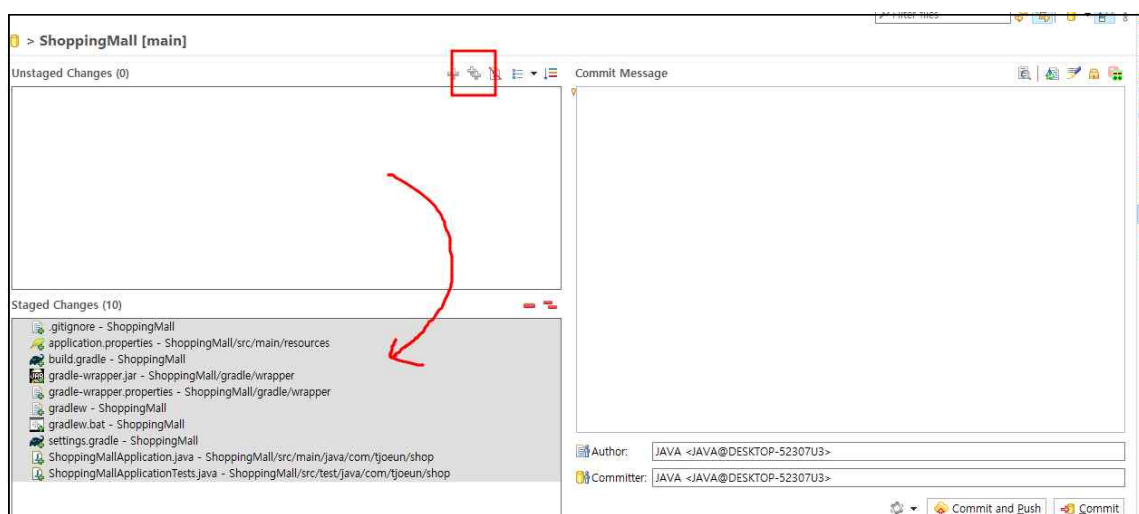 Filter files
> ShoppingMall [main]
Unstaged Changes (0)
Staged Changes (10)
.gitignore - ShoppingMall
application.properties - ShoppingMall/src/main/resources
build.gradle - ShoppingMall
gradle-wrapper.jar - ShoppingMall/gradle/wrapper
gradle-wrapper.properties - ShoppingMall/gradle/wrapper
gradlew - ShoppingMall
gradlew.bat - ShoppingMall
settings.gradle - ShoppingMall
ShoppingMallApplication.java - ShoppingMall/src/main/java/com/tjoeun/shop
ShoppingMallApplicationTests.java - ShoppingMall/src/test/java/com/tjoeun/shop
Commit Message
Author: JAVA <JAVA@DESKTOP-52307U3>
Committer: JAVA <JAVA@DESKTOP-52307U3>
Commit and Push Commit